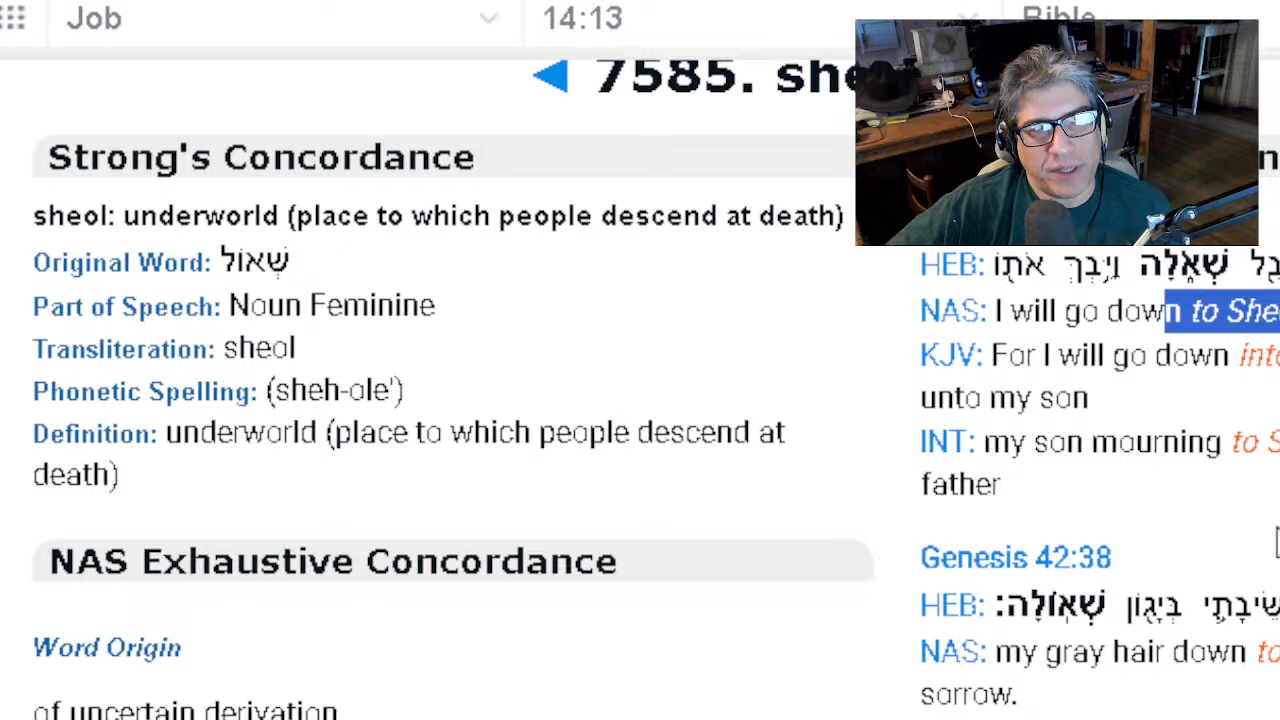 Job 14:13 Bible
7585. she
Strong's Concordance
sheol: underworld (place to which people descend at death)
Original Word: שְׁאוֹל
Part of Speech: Noun Feminine
Transliteration: sheol
Phonetic Spelling: (sheh-ole')
Definition: underworld (place to which people descend at
death)
NAS Exhaustive Concordance
Word Origin
of uncertain derivation
HEB: שְׁאֹ֑לָה וַיֵּ֥בְךְּ אֹת֖וֹ
NAS: I will go down to Sheo
KJV: For I will go down into
unto my son
INT: my son mourning to S
father
Genesis 42:38
HEB: שֵׂיבָתִ֛י בְּיָג֖וֹן שְׁאֽוֹלָה׃
NAS: my gray hair down to
sorrow.